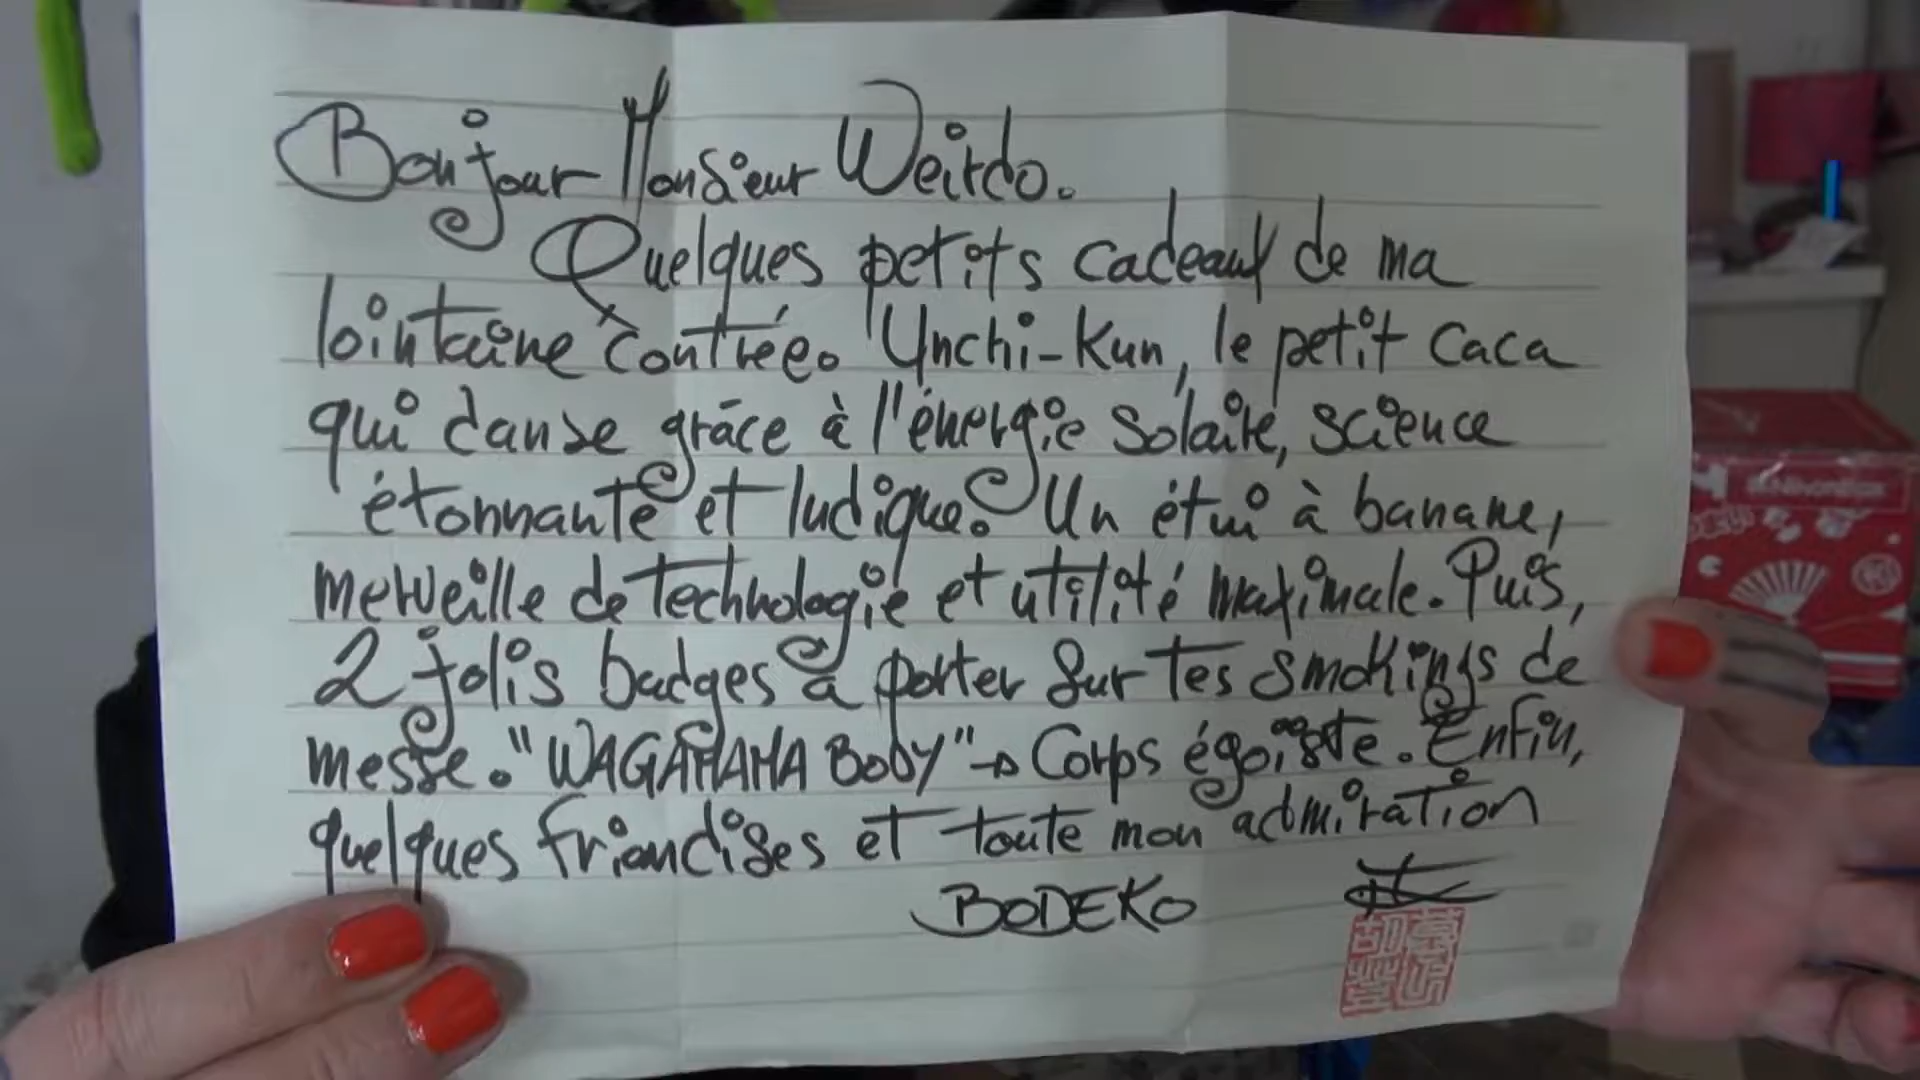 Bonjour Monsieur Weirdo.
Quelques petits cadeaux de ma
lointaine contrée. Unchi-Kun, le petit caca
qui danse grâce à l'énergie solaire, science
étonnante et ludique. Un étui à banane,
merveille de technologie et utilité maximale. Puis,
2 jolis badges à porter sur tes smokings de
messe. "WAGAMAMA BODY" → Corps égoïste. Enfin,
quelques friandises et toute mon admiration
BODEKO